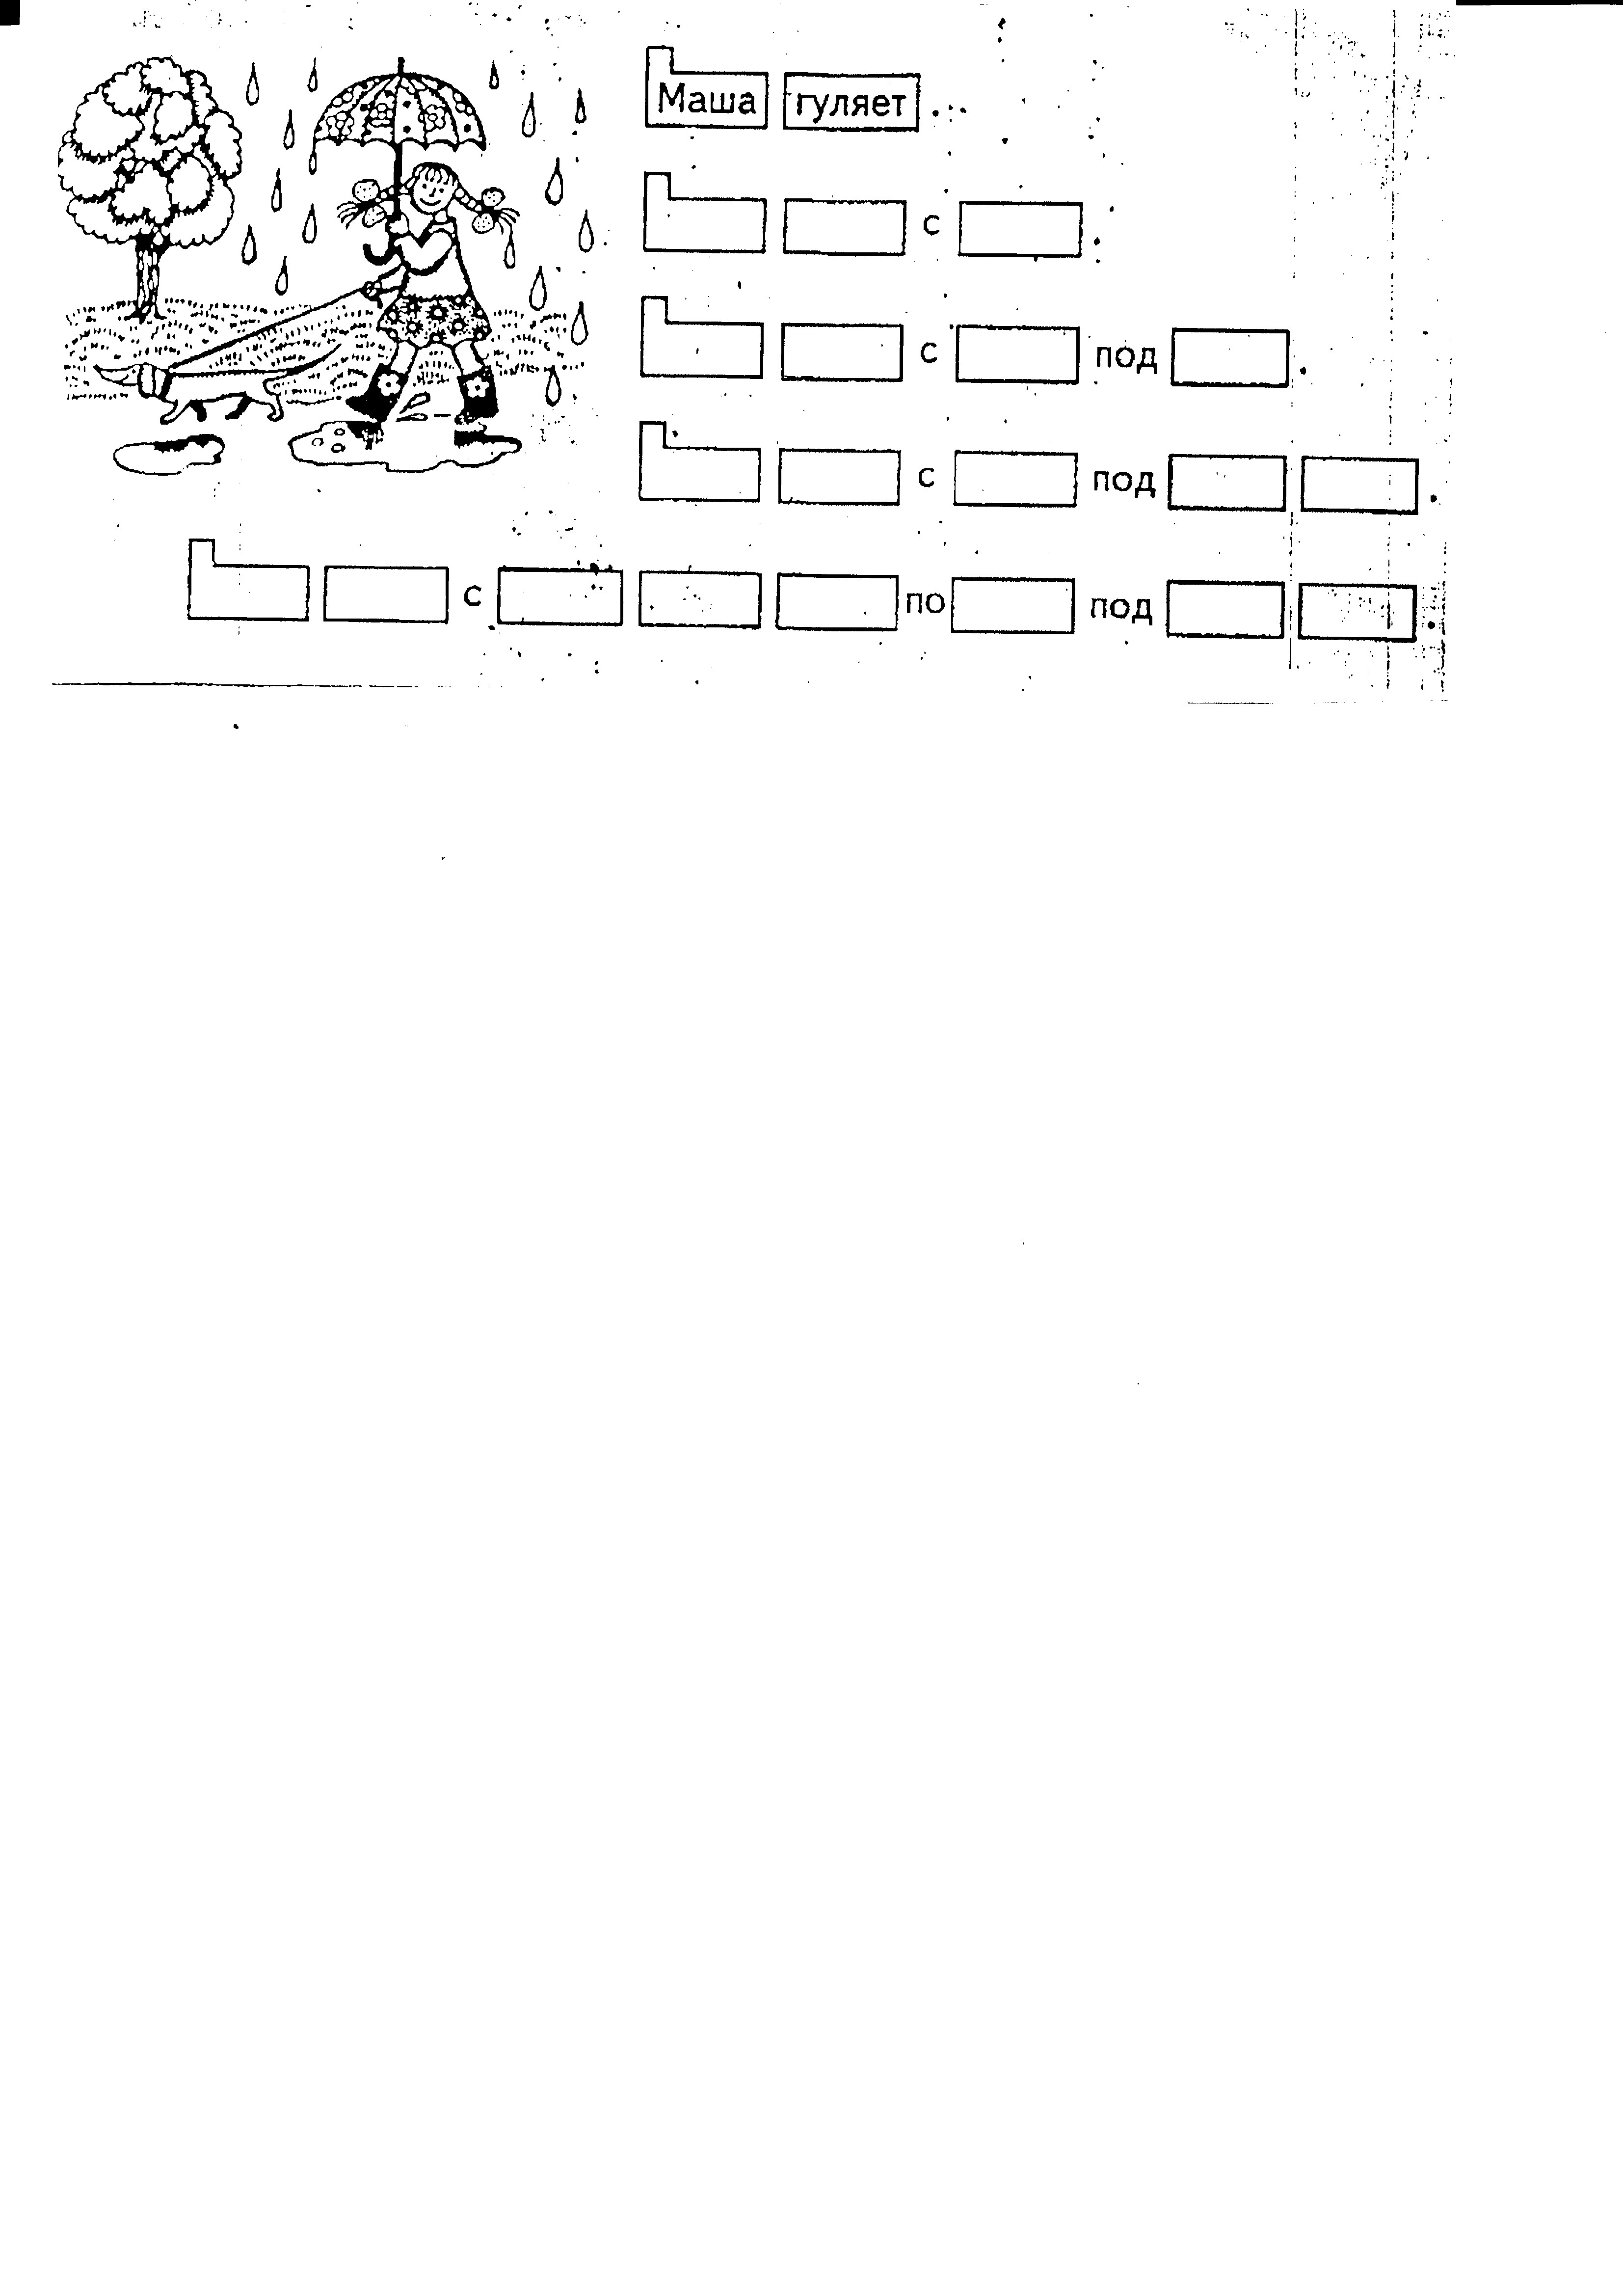 Маша гуляет.
с.
с под.
с под.
с по под.